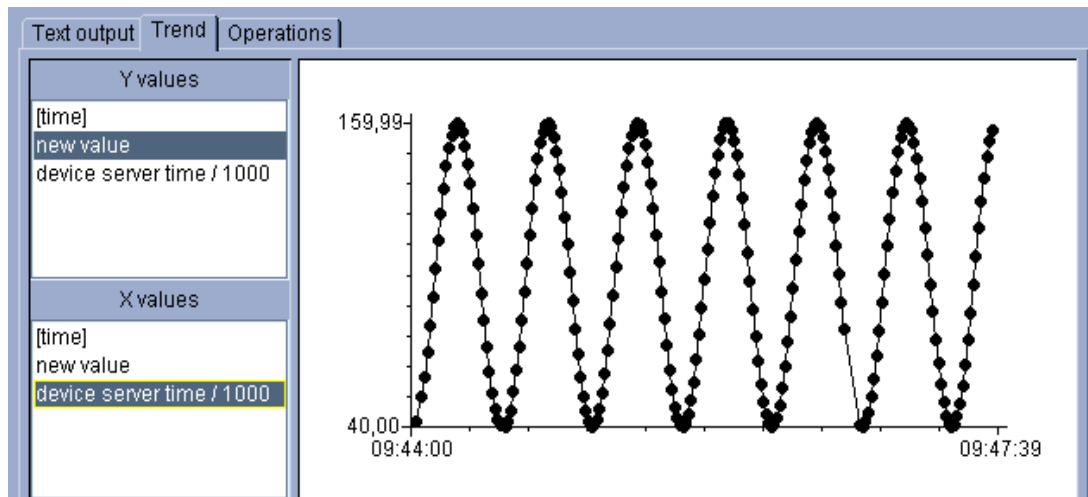 Text output Trend Operations
Y values
[time]
new value
device server time / 1000
X values
[time]
new value
device server time / 1000
159,99
40,00
09:44:00 09:47:39